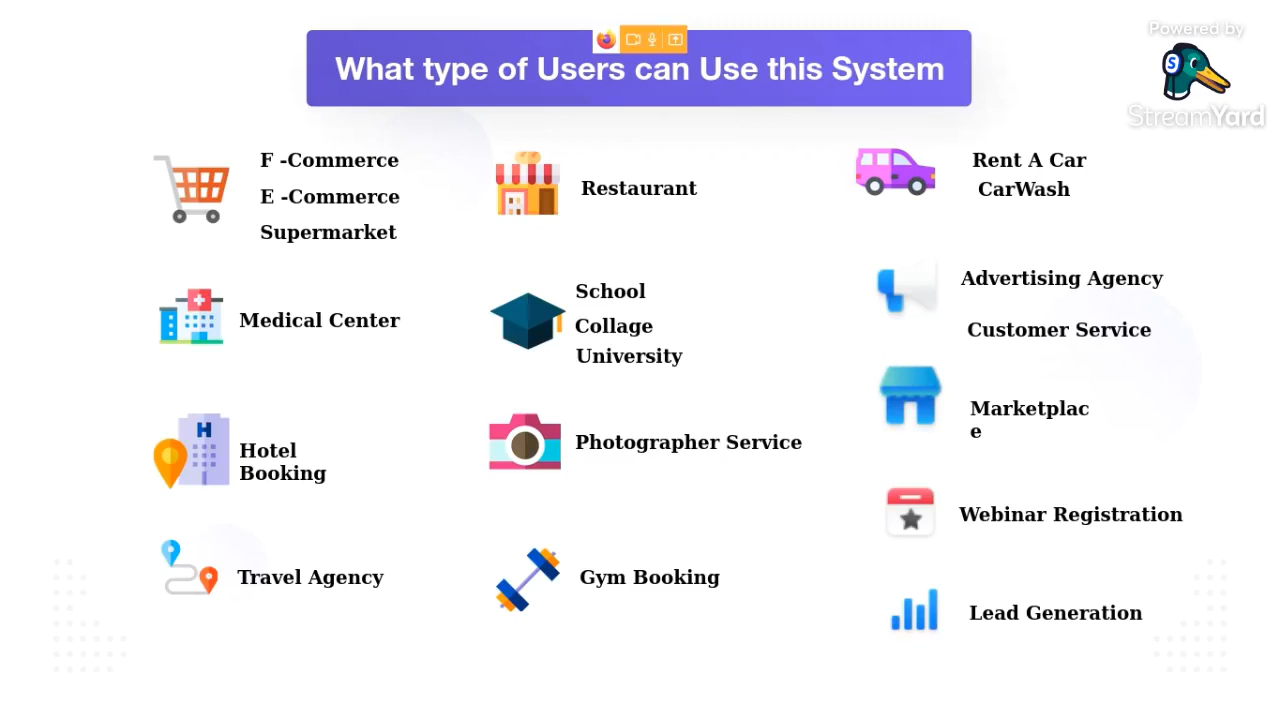 What type of Users can Use this System
Powered by
S
StreamYard
F -Commerce
E -Commerce
Supermarket
Restaurant
Rent A Car
CarWash
Medical Center
School
Collage
University
Advertising Agency
Customer Service
H
Hotel
Booking
Photographer Service
Marketplac
e
Webinar Registration
Travel Agency
Gym Booking
Lead Generation